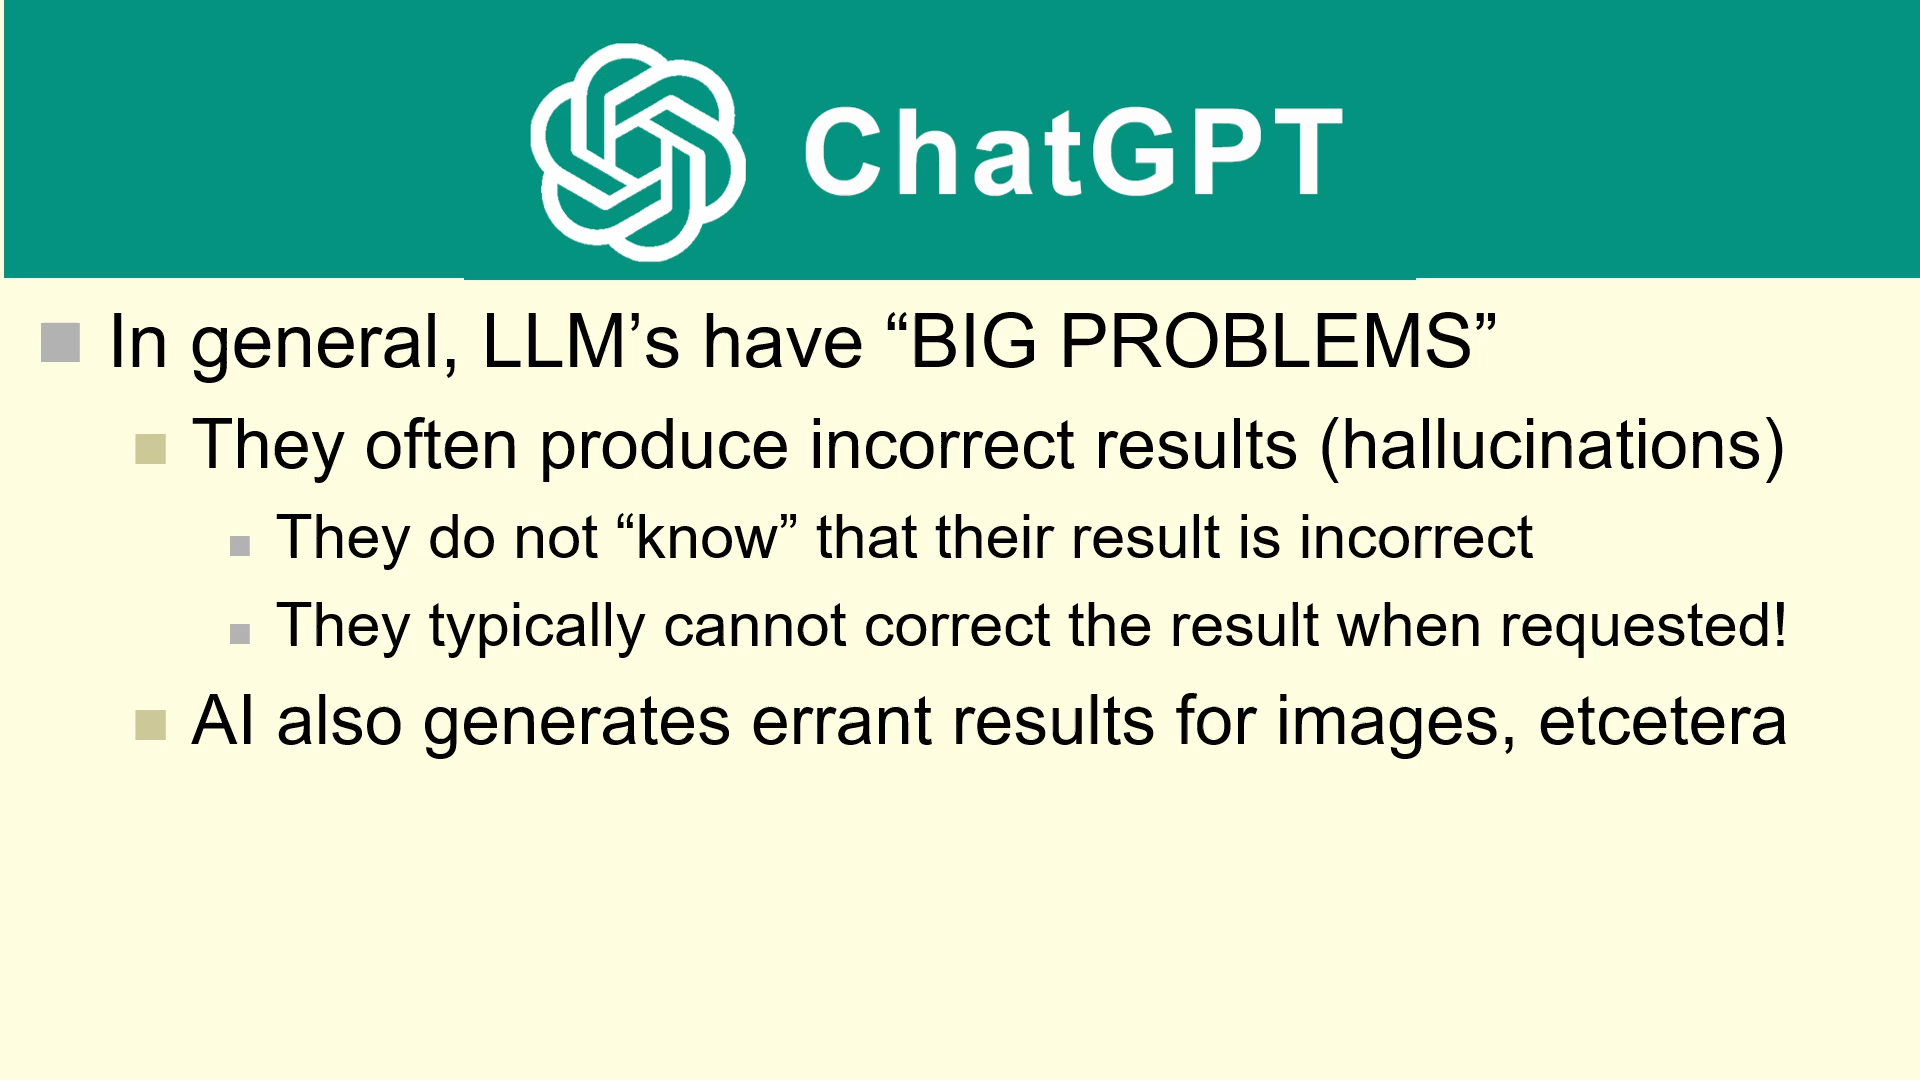 ChatGPT
In general, LLM’s have “BIG PROBLEMS”
They often produce incorrect results (hallucinations)
They do not “know” that their result is incorrect
They typically cannot correct the result when requested!
AI also generates errant results for images, etcetera